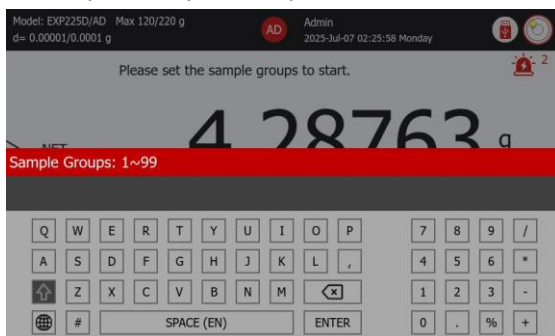 Model: EXP225D/AD Max 120/220 g
d= 0.00001/0.0001 g
AD
Admin
2025-Jul-07 02:25:58 Monday
Please set the sample groups to start.
2
4.28763 g
NET
Sample Groups: 1~99
Q W E R T Y U I O P 7 8 9 /
A S D F G H J K L , 4 5 6 *
Z X C V B N M 1 2 3 -
# SPACE (EN) ENTER 0 . % +